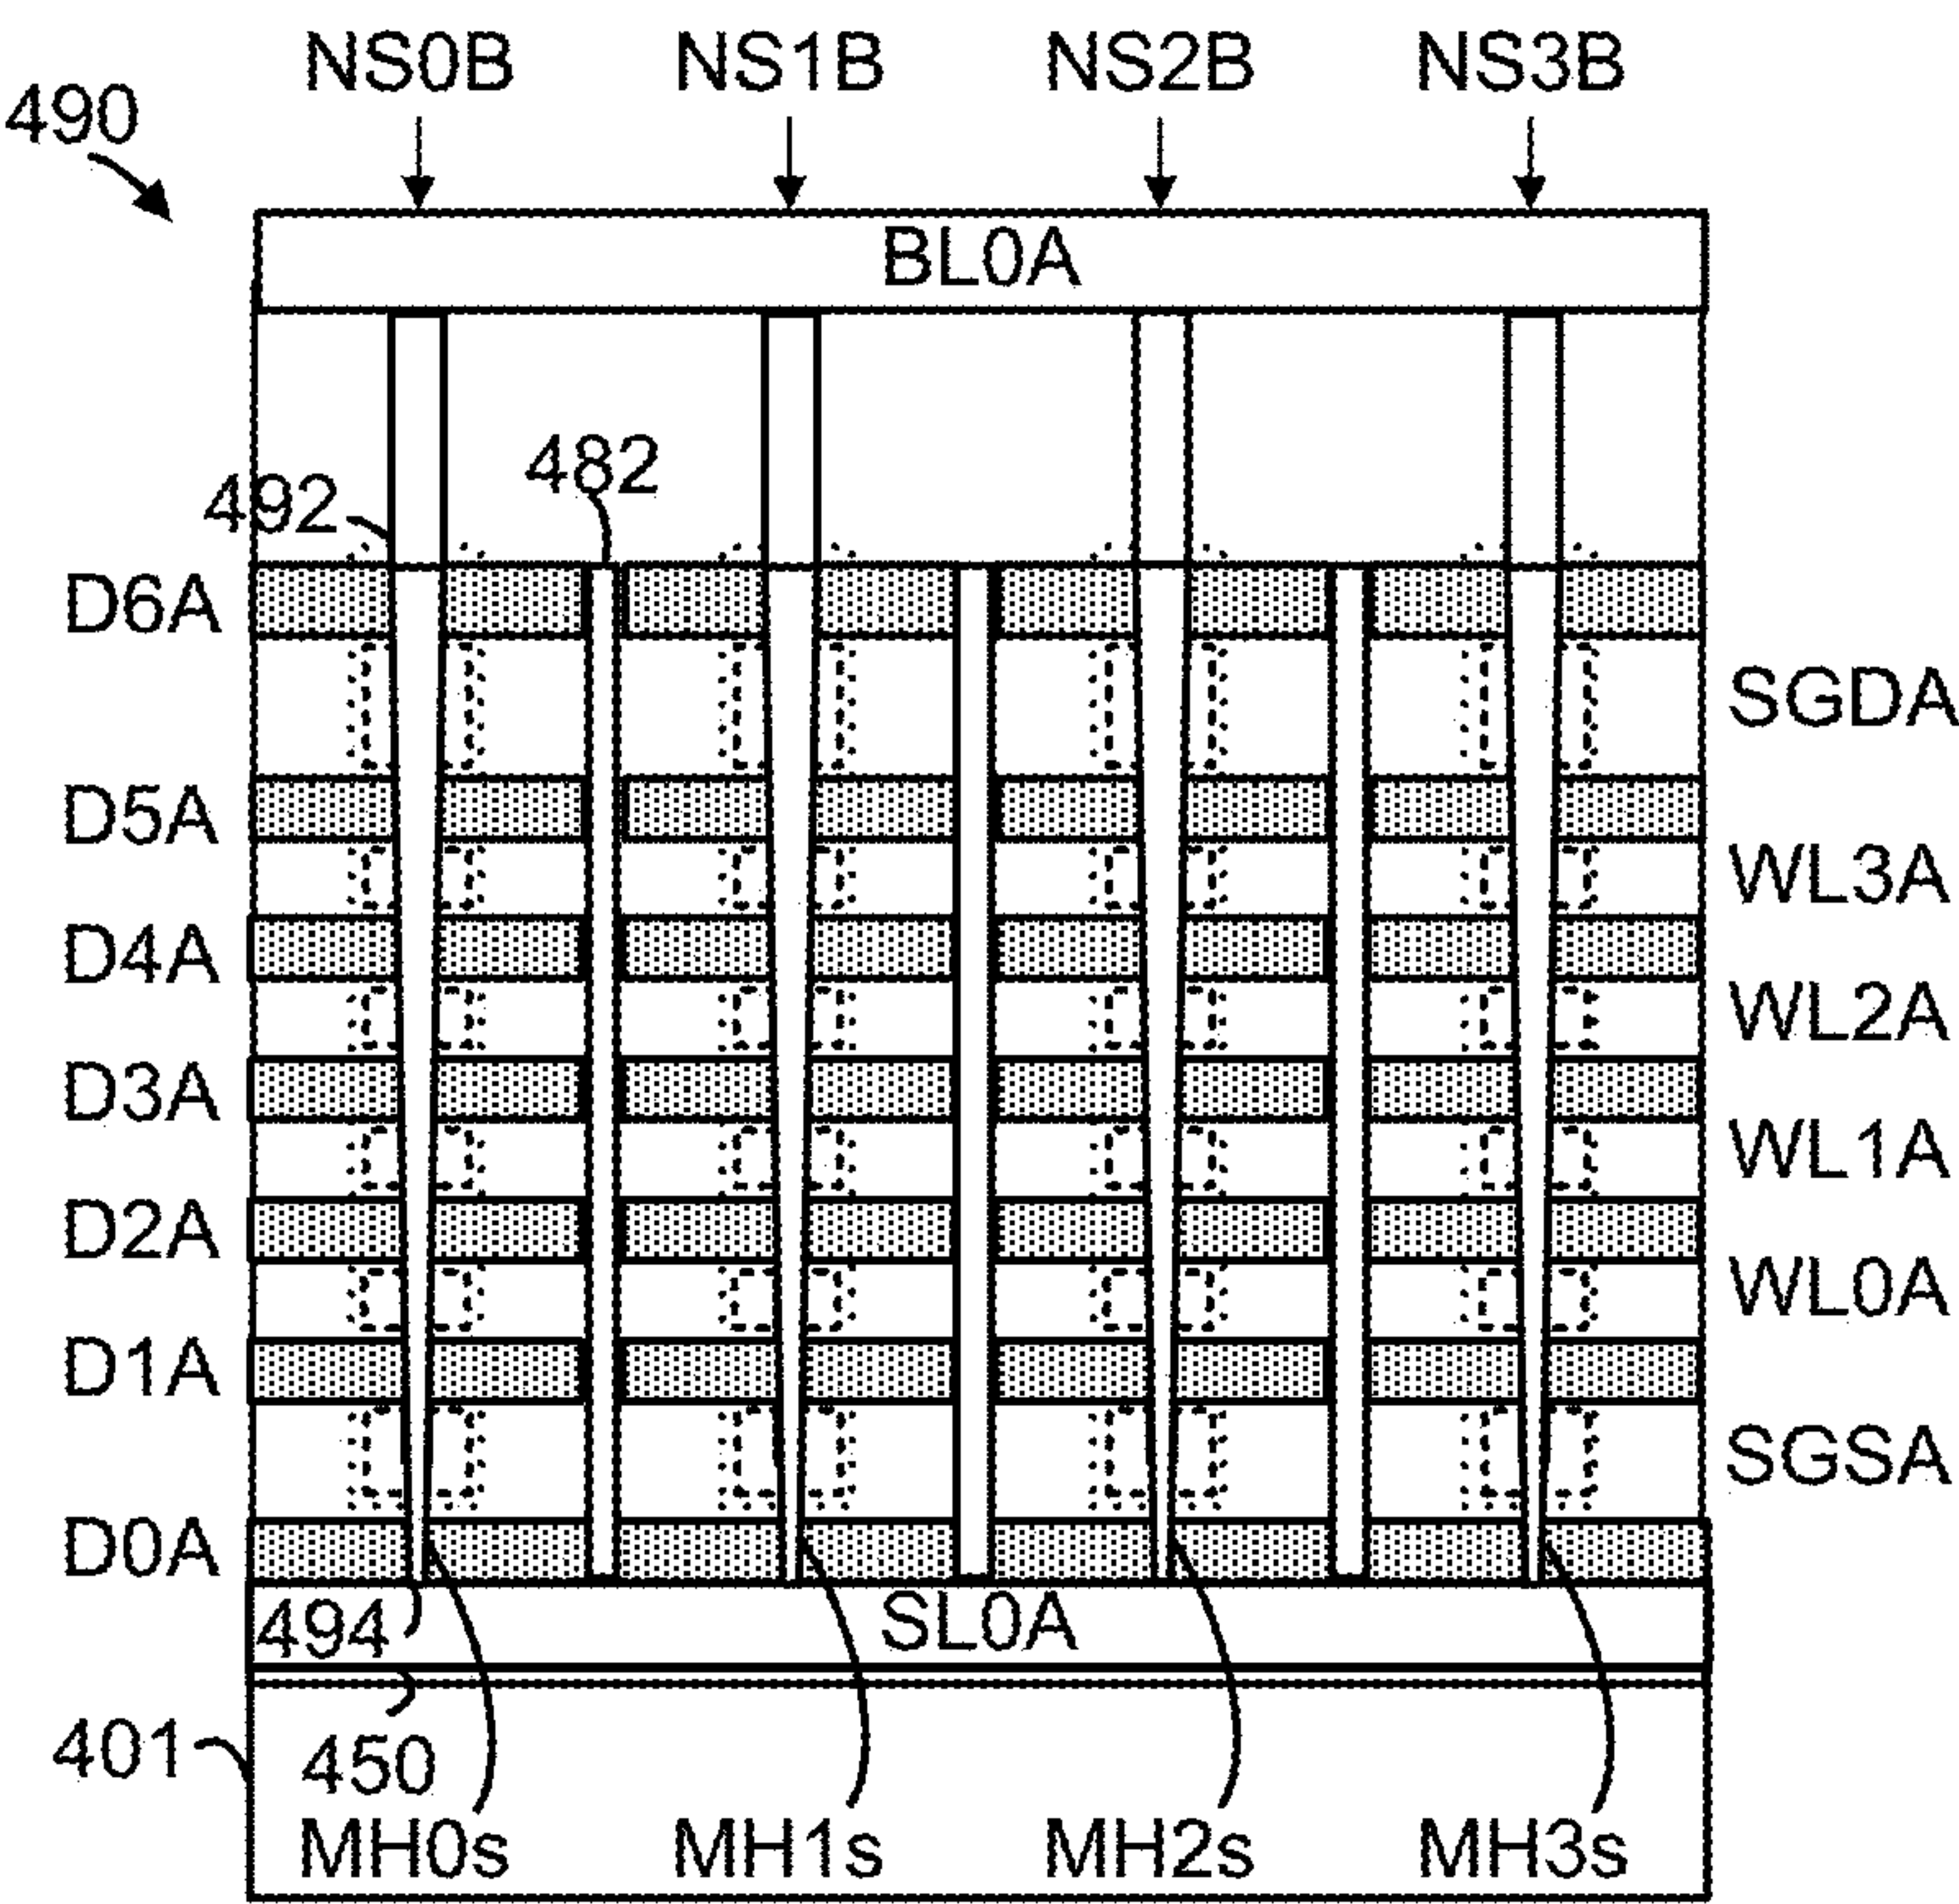 NS0B NS1B NS2B NS3B
490
BL0A
482
492
D6A
SGDA
D5A
WL3A
D4A
WL2A
D3A
WL1A
D2A
WL0A
D1A
SGSA
D0A
494 SL0A
401 450
MH0s MH1s MH2s MH3s